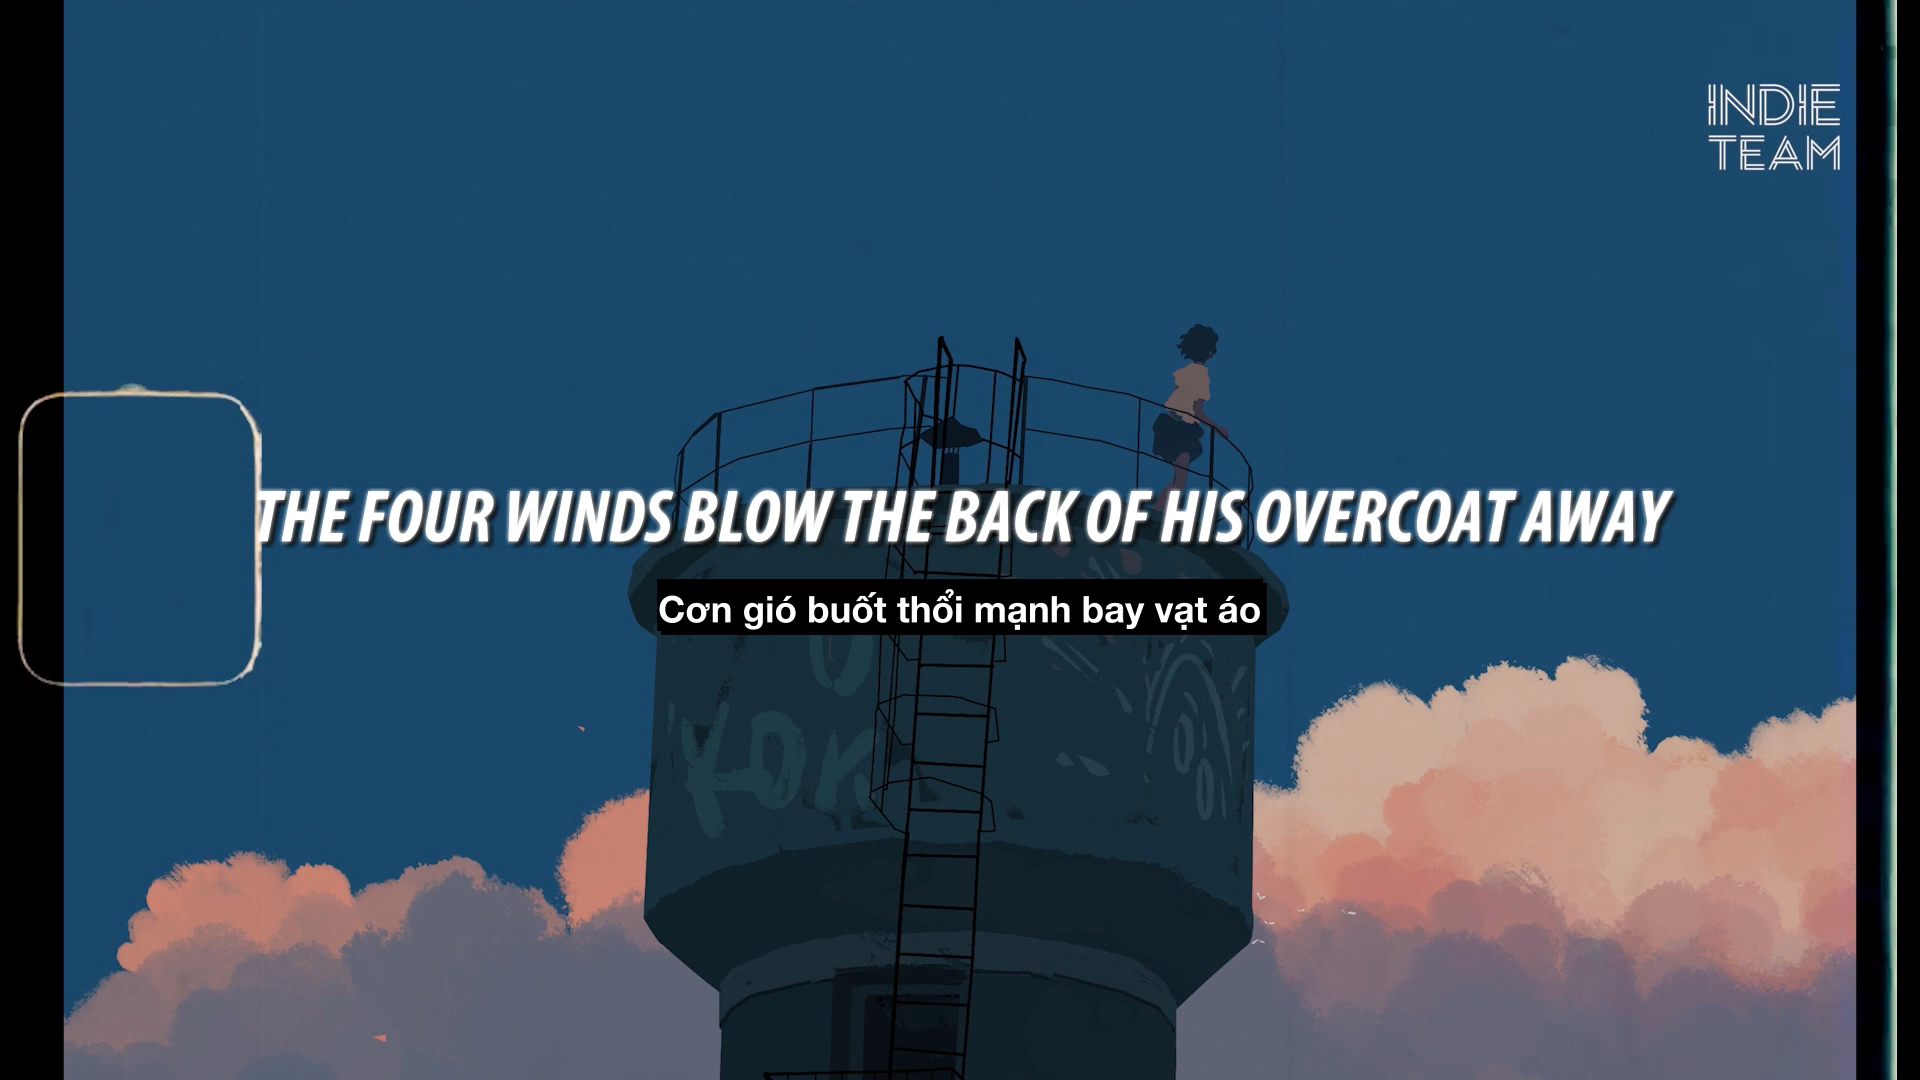 INDIE
TEAM
THE FOUR WINDS BLOW THE BACK OF HIS OVERCOAT AWAY
Cơn gió buốt thổi mạnh bay vạt áo